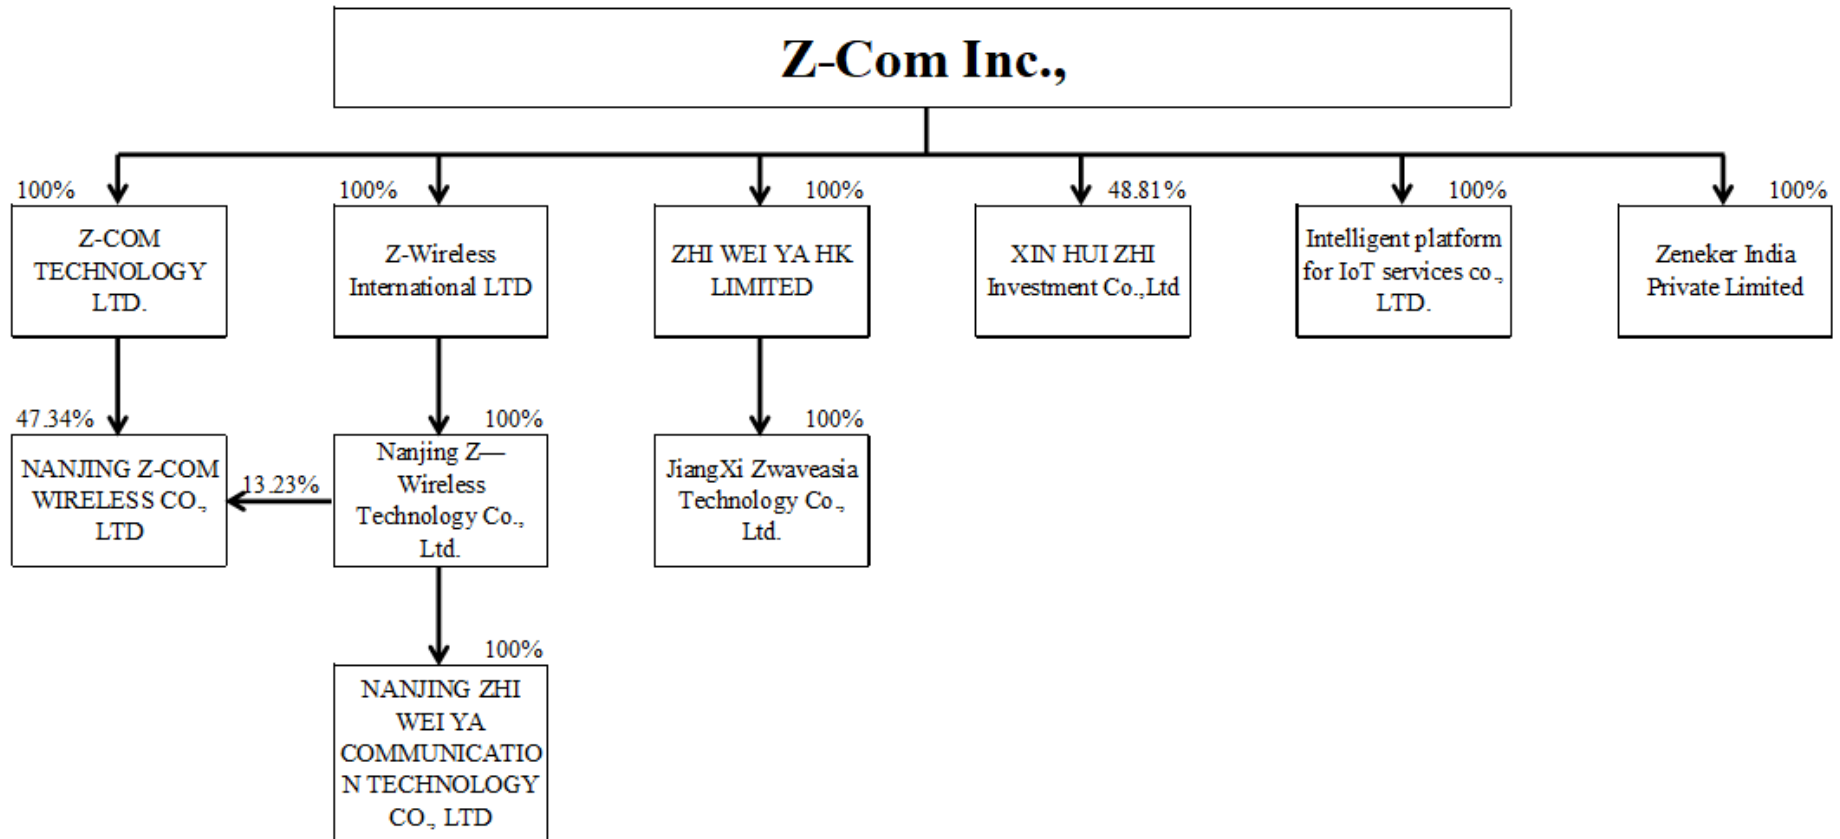 Z-Com Inc.,
100%
100%
100%
48.81%
100%
100%
Z-COM
TECHNOLOGY
LTD.
Z-Wireless
International LTD
ZHI WEI YA HK
LIMITED
XIN HUI ZHI
Investment Co.,Ltd
Intelligent platform
for IoT services co.,
LTD.
Zeneker India
Private Limited
47.34%
100%
100%
NANJING Z-COM
WIRELESS CO.,
LTD
13.23%
Nanjing Z—
Wireless
Technology Co.,
Ltd.
JiangXi Zwaveasia
Technology Co.,
Ltd.
100%
NANJING ZHI
WEI YA
COMMUNICATIO
N TECHNOLOGY
CO., LTD